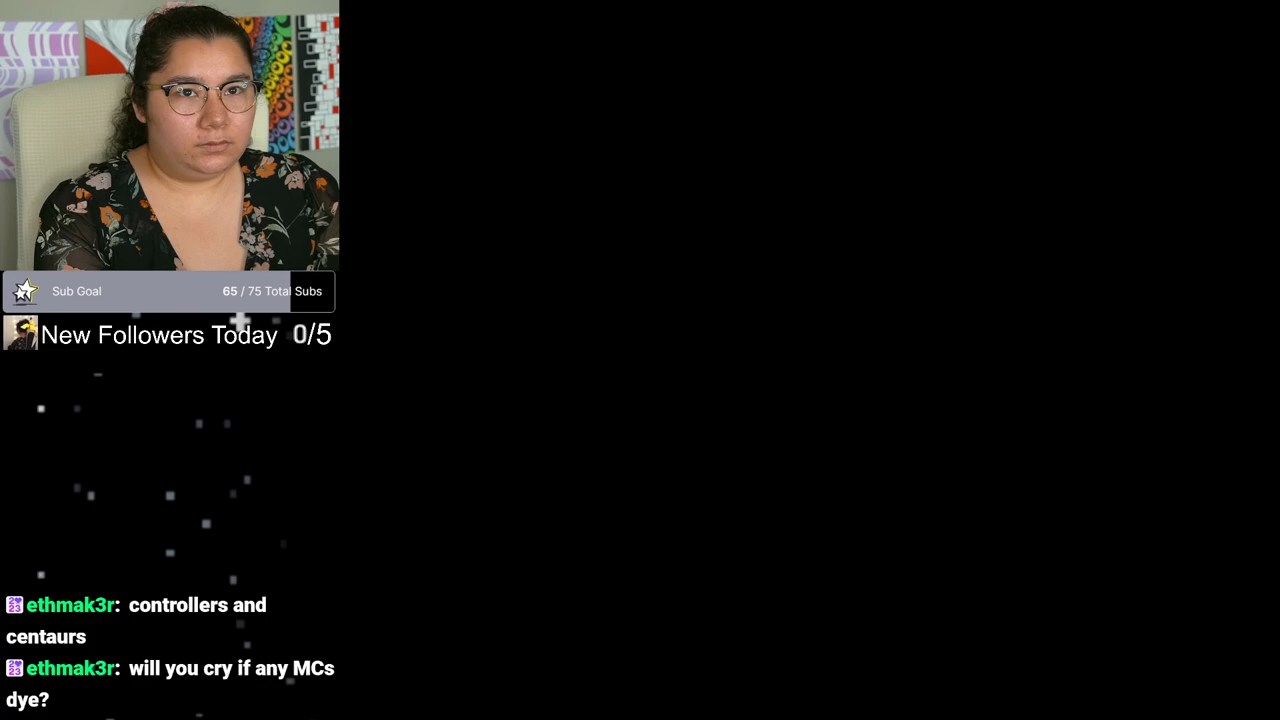 Sub Goal 65 / 75 Total Subs
New Followers Today 0/5
ethmak3r: controllers and
centaurs
ethmak3r: will you cry if any MCs
dye?